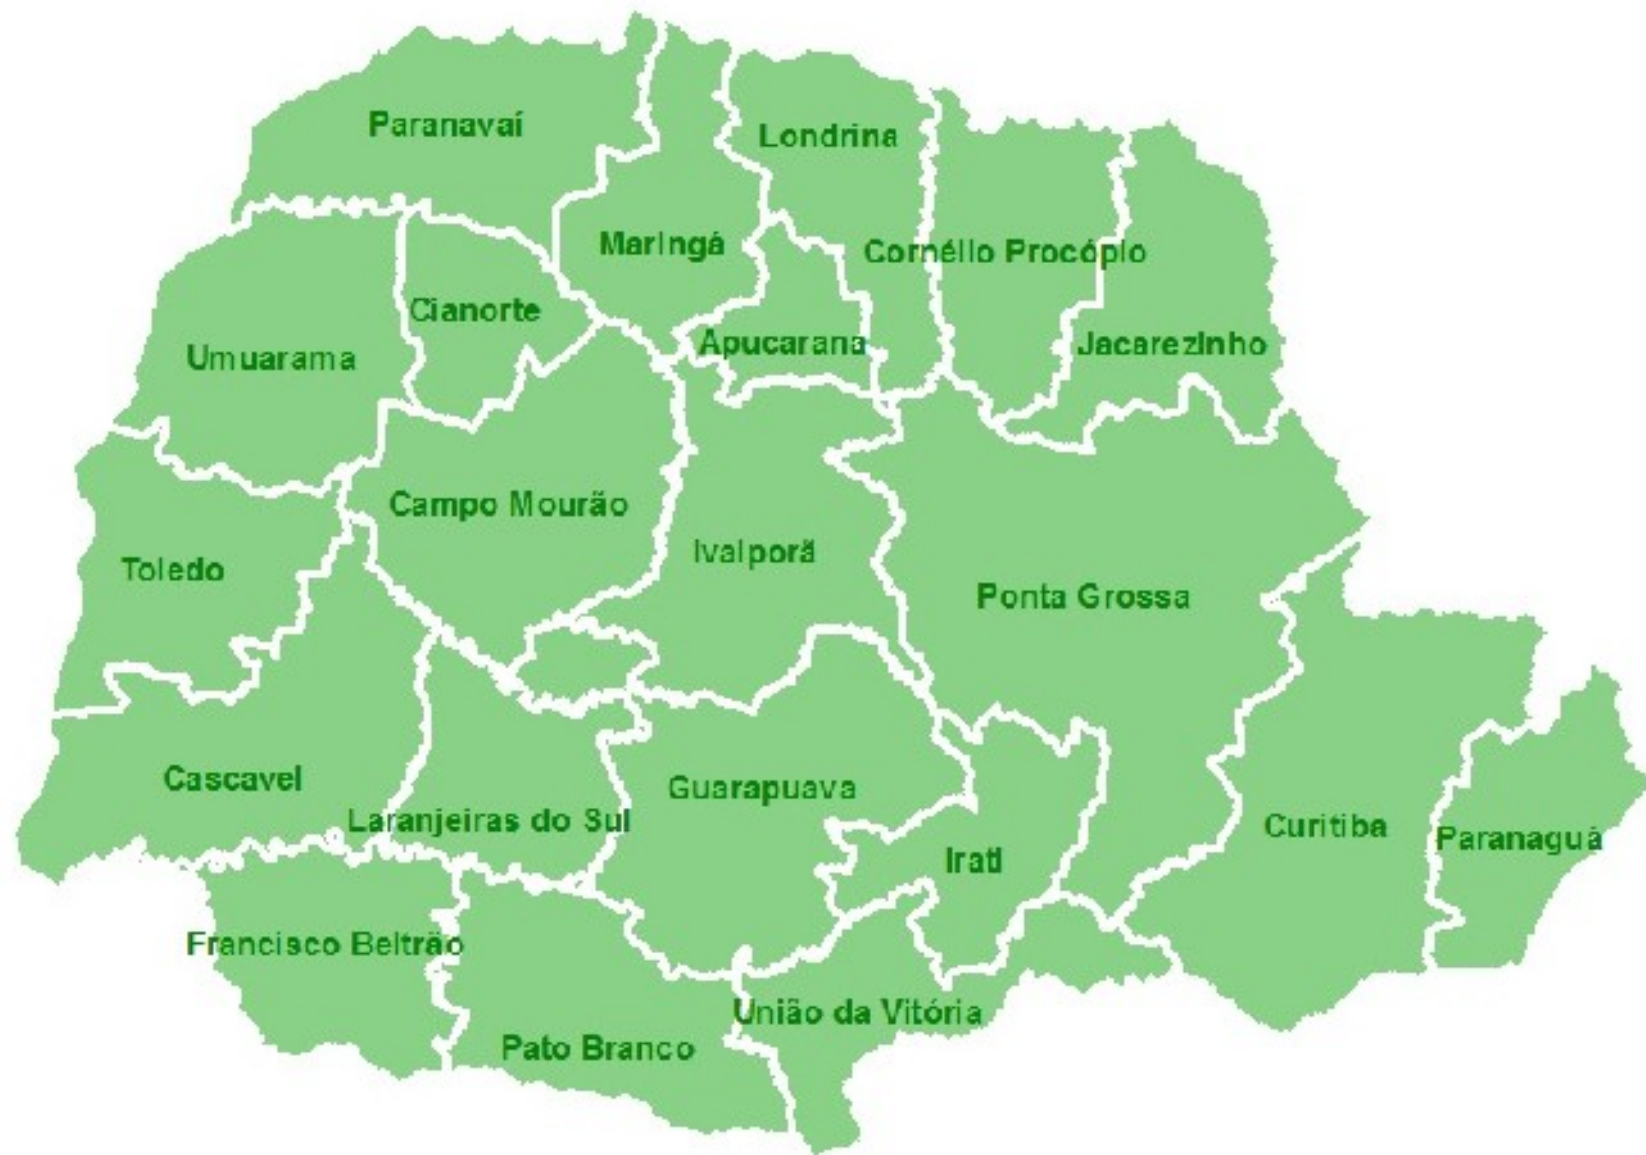 Paranavaí
Londrina
Maringá
Cornélio Procópio
Cianorte
Umuarama
Apucarana
Jacarezinho
Campo Mourão
Ivaiporã
Toledo
Ponta Grossa
Cascavel
Guarapuava
Laranjeiras do Sul
Curitiba
Paranaguá
Irati
Francisco Beltrão
União da Vitória
Pato Branco